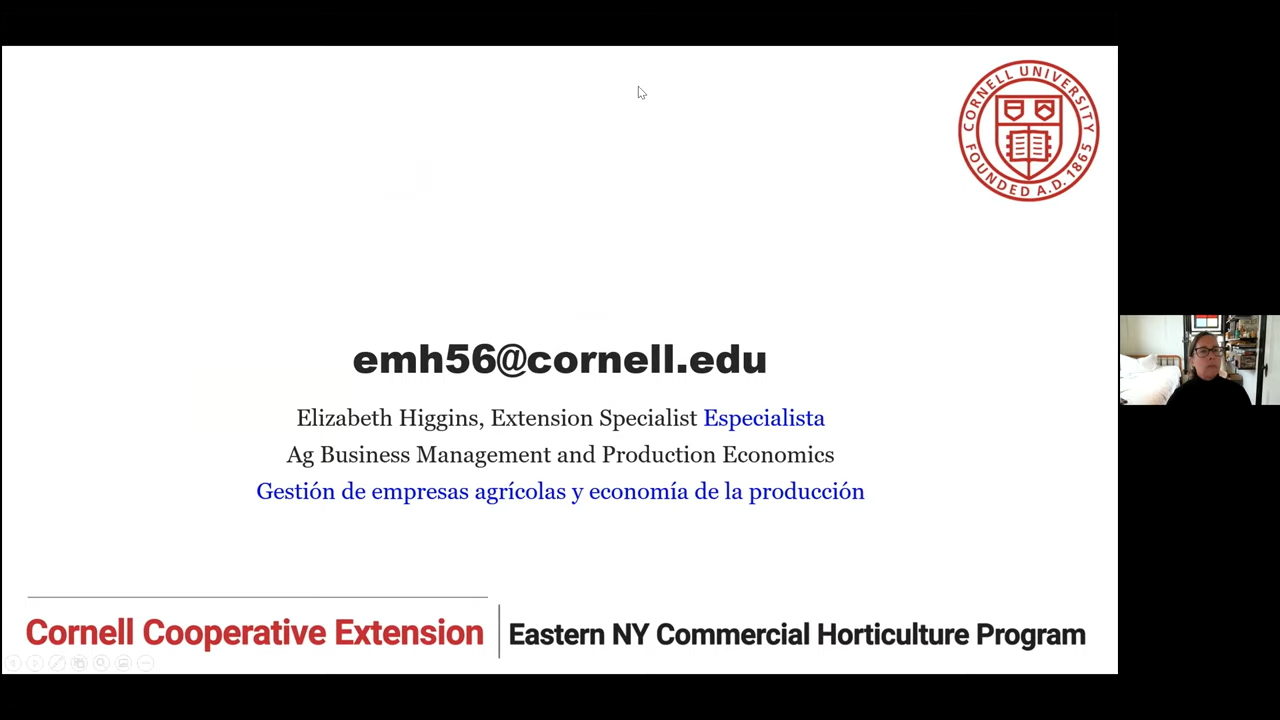 CORNELL UNIVERSITY
FOUNDED A.D. 1865
emh56@cornell.edu
Elizabeth Higgins, Extension Specialist Especialista
Ag Business Management and Production Economics
Gestión de empresas agrícolas y economía de la producción
Cornell Cooperative Extension | Eastern NY Commercial Horticulture Program